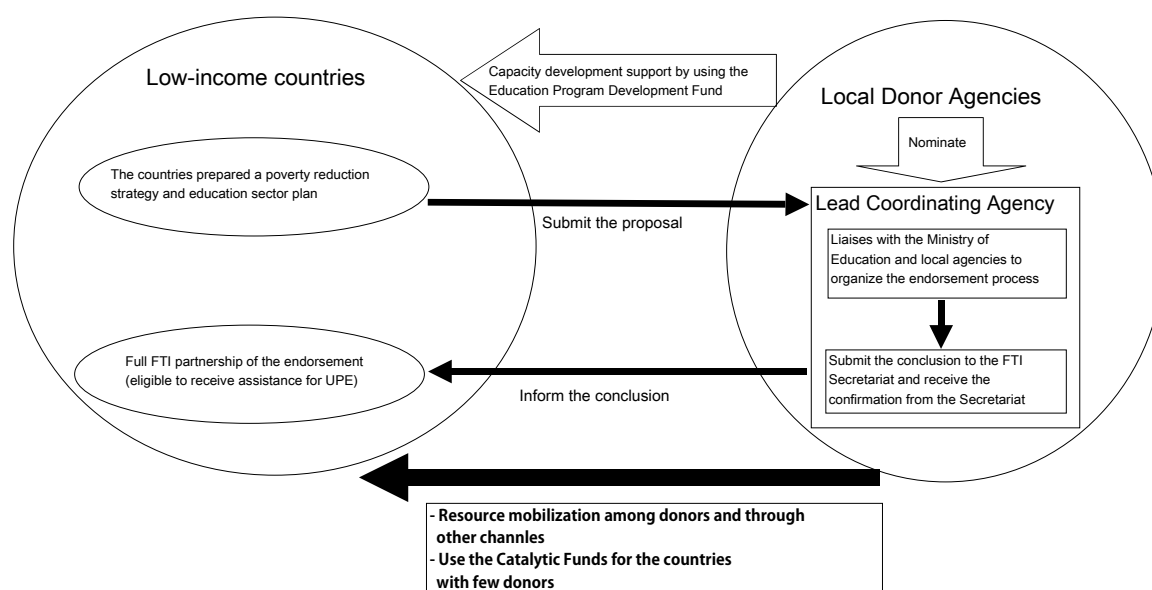 Low-income countries
Capacity development support by using the
Education Program Development Fund
Local Donor Agencies
Nominate
The countries prepared a poverty reduction
strategy and education sector plan
Submit the proposal
Lead Coordinating Agency
Liaises with the Ministry of
Education and local agencies to
organize the endorsement process
Full FTI partnership of the endorsement
(eligible to receive assistance for UPE)
Inform the conclusion
Submit the conclusion to the FTI
Secretariat and receive the
confirmation from the Secretariat
- Resource mobilization among donors and through
other channles
- Use the Catalytic Funds for the countries
with few donors